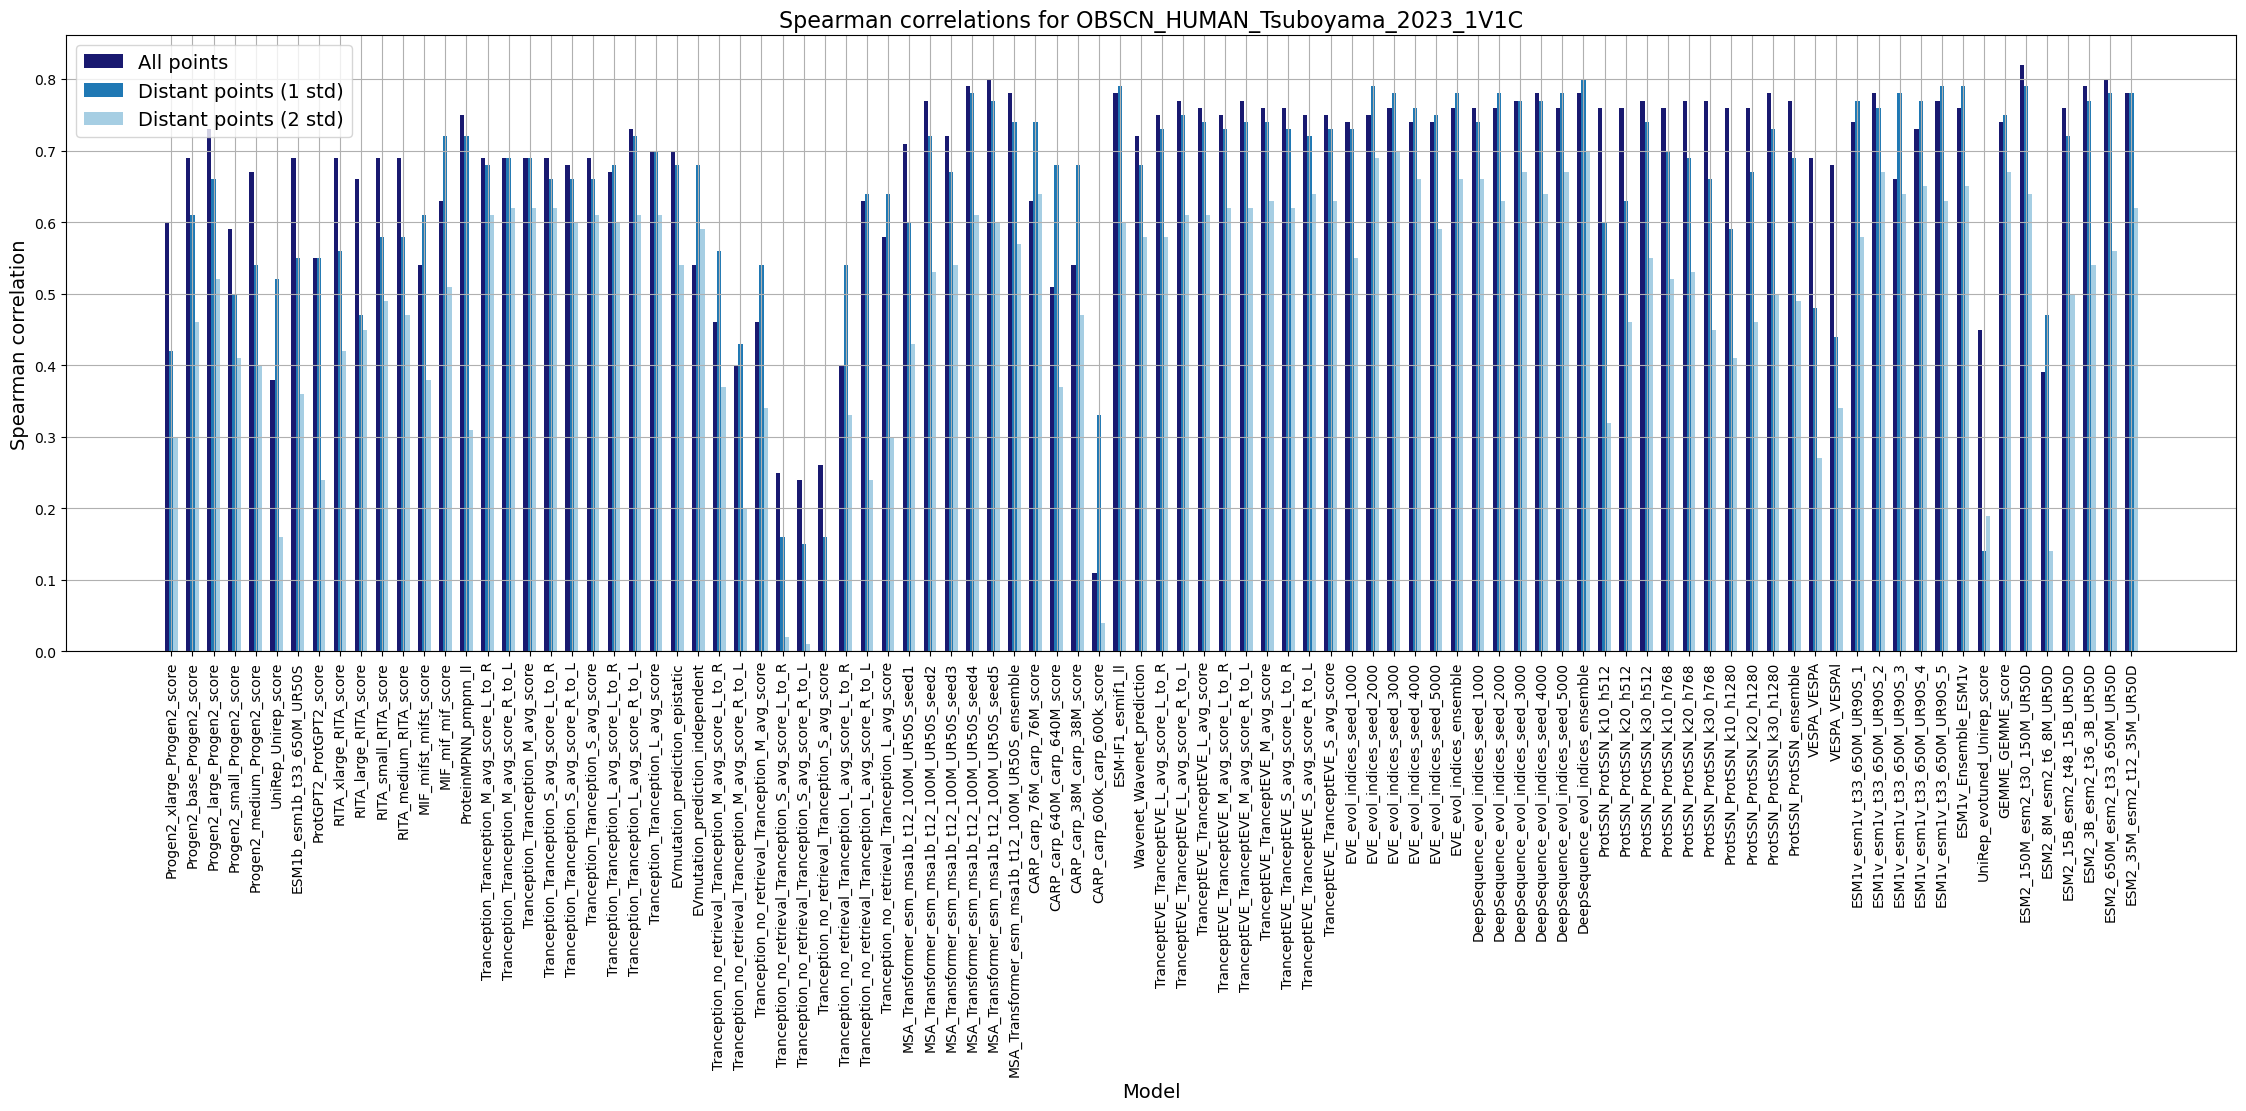 Spearman correlations for OBSCN_HUMAN_Tsuboyama_2023_1V1C
All points
Distant points (1 std)
Distant points (2 std)
Spearman correlation
0.8
0.7
0.6
0.5
0.4
0.3
0.2
0.1
0.0
Progen2_xlarge_Progen2_score
Progen2_base_Progen2_score
Progen2_large_Progen2_score
Progen2_small_Progen2_score
Progen2_medium_Progen2_score
UniRep_Unirep_score
ESM1b_esm1b_t33_650M_UR50S
ProtGPT2_ProtGPT2_score
RITA_xlarge_RITA_score
RITA_large_RITA_score
RITA_small_RITA_score
RITA_medium_RITA_score
MIF_mifst_mifst_score
MIF_mif_mif_score
ProteinMPNN_pmpnn_ll
Tranception_Tranception_M_avg_score_L_to_R
Tranception_Tranception_M_avg_score_R_to_L
Tranception_Tranception_M_avg_score
Tranception_Tranception_S_avg_score_L_to_R
Tranception_Tranception_S_avg_score_R_to_L
Tranception_Tranception_S_avg_score
Tranception_Tranception_L_avg_score_L_to_R
Tranception_Tranception_L_avg_score_R_to_L
Tranception_Tranception_L_avg_score
EVmutation_prediction_epistatic
EVmutation_prediction_independent
Tranception_no_retrieval_Tranception_M_avg_score_L_to_R
Tranception_no_retrieval_Tranception_M_avg_score_R_to_L
Tranception_no_retrieval_Tranception_M_avg_score
Tranception_no_retrieval_Tranception_S_avg_score_L_to_R
Tranception_no_retrieval_Tranception_S_avg_score_R_to_L
Tranception_no_retrieval_Tranception_S_avg_score
Tranception_no_retrieval_Tranception_L_avg_score_L_to_R
Tranception_no_retrieval_Tranception_L_avg_score_R_to_L
Tranception_no_retrieval_Tranception_L_avg_score
MSA_Transformer_esm_msa1b_t12_100M_UR50S_seed1
MSA_Transformer_esm_msa1b_t12_100M_UR50S_seed2
MSA_Transformer_esm_msa1b_t12_100M_UR50S_seed3
MSA_Transformer_esm_msa1b_t12_100M_UR50S_seed4
MSA_Transformer_esm_msa1b_t12_100M_UR50S_seed5
MSA_Transformer_esm_msa1b_t12_100M_UR50S_ensemble
CARP_carp_76M_carp_76M_score
CARP_carp_640M_carp_640M_score
CARP_carp_38M_carp_38M_score
CARP_carp_600k_carp_600k_score
ESM-IF1_esmif1_ll
Wavenet_Wavenet_prediction
TranceptEVE_TranceptEVE_L_avg_score_L_to_R
TranceptEVE_TranceptEVE_L_avg_score_R_to_L
TranceptEVE_TranceptEVE_L_avg_score
TranceptEVE_TranceptEVE_M_avg_score_L_to_R
TranceptEVE_TranceptEVE_M_avg_score_R_to_L
TranceptEVE_TranceptEVE_M_avg_score
TranceptEVE_TranceptEVE_S_avg_score_L_to_R
TranceptEVE_TranceptEVE_S_avg_score_R_to_L
TranceptEVE_TranceptEVE_S_avg_score
EVE_evol_indices_seed_1000
EVE_evol_indices_seed_2000
EVE_evol_indices_seed_3000
EVE_evol_indices_seed_4000
EVE_evol_indices_seed_5000
EVE_evol_indices_ensemble
DeepSequence_evol_indices_seed_1000
DeepSequence_evol_indices_seed_2000
DeepSequence_evol_indices_seed_3000
DeepSequence_evol_indices_seed_4000
DeepSequence_evol_indices_seed_5000
DeepSequence_evol_indices_ensemble
ProtSSN_ProtSSN_k10_h512
ProtSSN_ProtSSN_k20_h512
ProtSSN_ProtSSN_k30_h512
ProtSSN_ProtSSN_k10_h768
ProtSSN_ProtSSN_k20_h768
ProtSSN_ProtSSN_k30_h768
ProtSSN_ProtSSN_k10_h1280
ProtSSN_ProtSSN_k20_h1280
ProtSSN_ProtSSN_k30_h1280
ProtSSN_ProtSSN_ensemble
VESPA_VESPA
VESPA_VESPAl
ESM1v_esm1v_t33_650M_UR90S_1
ESM1v_esm1v_t33_650M_UR90S_2
ESM1v_esm1v_t33_650M_UR90S_3
ESM1v_esm1v_t33_650M_UR90S_4
ESM1v_esm1v_t33_650M_UR90S_5
ESM1v_Ensemble_ESM1v
UniRep_evotuned_Unirep_score
GEMME_GEMME_score
ESM2_150M_esm2_t30_150M_UR50D
ESM2_8M_esm2_t6_8M_UR50D
ESM2_15B_esm2_t48_15B_UR50D
ESM2_3B_esm2_t36_3B_UR50D
ESM2_650M_esm2_t33_650M_UR50D
ESM2_35M_esm2_t12_35M_UR50D
Model